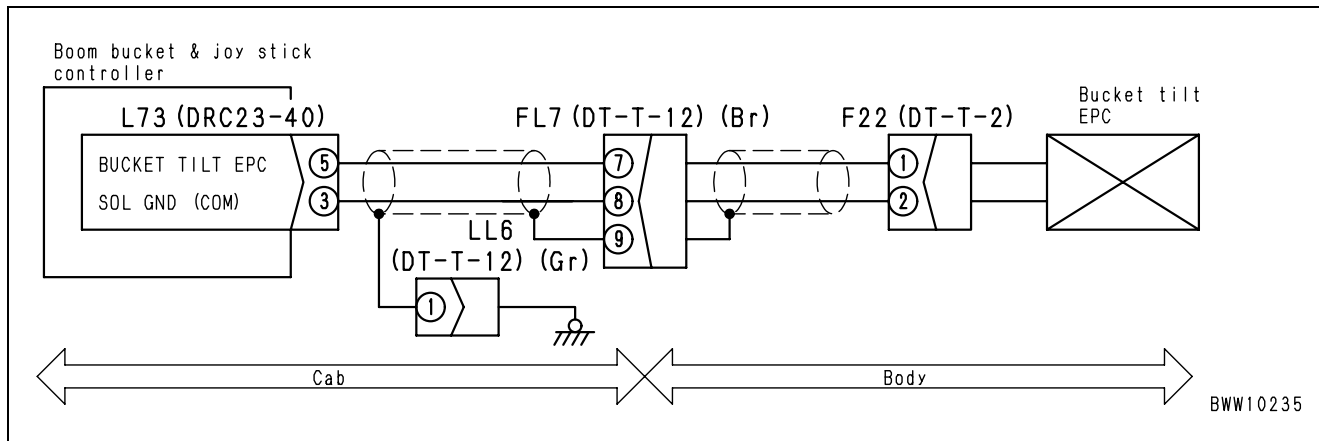 Boom bucket & joy stick
controller
L73 (DRC23-40)
FL7 (DT-T-12) (Br)
F22 (DT-T-2)
Bucket tilt
EPC
BUCKET TILT EPC
5
7
1
SOL GND (COM)
3
8
2
9
LL6
(DT-T-12) (Gr)
1
Cab
Body
BWW10235